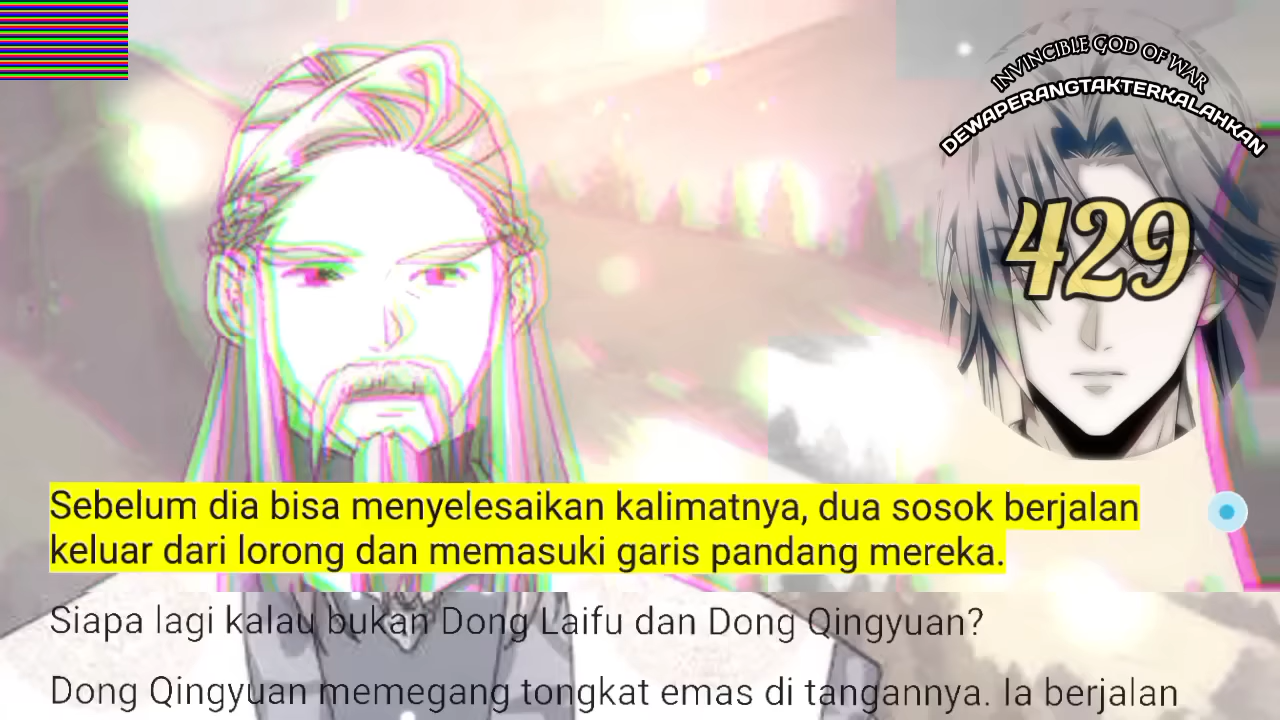 INVINCIBLE GOD OF WAR
DEWAPERANGTAKTERKALAHKAN
429
Sebelum dia bisa menyelesaikan kalimatnya, dua sosok berjalan
keluar dari lorong dan memasuki garis pandang mereka.
Siapa lagi kalau bukan Dong Laifu dan Dong Qingyuan?
Dong Qingyuan memegang tongkat emas di tangannya. Ia berjalan